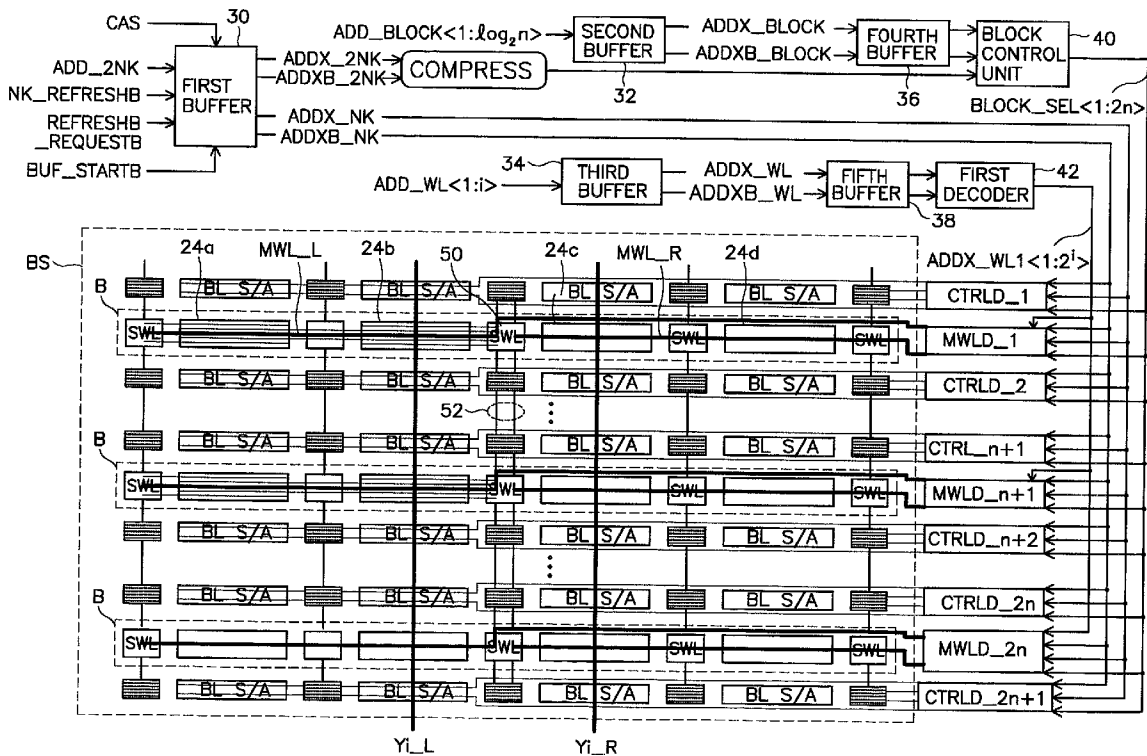 CAS
30
ADD_2NK
NK_REFRESHB
REFRESHB
_REQUESTB
BUF_STARTB
FIRST
BUFFER
ADDX_2NK
ADDXB_2NK
ADDX_NK
ADDXB_NK
COMPRESS
ADD_BLOCK<1:log₂n>
SECOND
BUFFER
32
ADDX_BLOCK
ADDXB_BLOCK
FOURTH
BUFFER
36
BLOCK
CONTROL
UNIT
40
BLOCK_SEL<1:2n>
34
ADD_WL<1:i>
THIRD
BUFFER
ADDX_WL
ADDXB_WL
FIFTH
BUFFER
38
FIRST
DECODER
42
ADDX_WL1<1:2ⁱ>
BS
24a
MWL_L
24b
50
24c
MWL_R
24d
BL S/A
BL S/A
BL S/A
BL S/A
CTRLD_1
B
SWL
SWL
SWL
SWL
MWLD_1
BL S/A
BL S/A
BL S/A
BL S/A
CTRLD_2
52
BL S/A
BL S/A
BL S/A
BL S/A
CTRL_n+1
B
SWL
SWL
SWL
SWL
MWLD_n+1
BL S/A
BL S/A
BL S/A
BL S/A
CTRLD_n+2
BL S/A
BL S/A
BL S/A
BL S/A
CTRLD_2n
B
SWL
SWL
SWL
SWL
MWLD_2n
BL S/A
BL S/A
BL S/A
BL S/A
CTRLD_2n+1
Yi_L
Yi_R